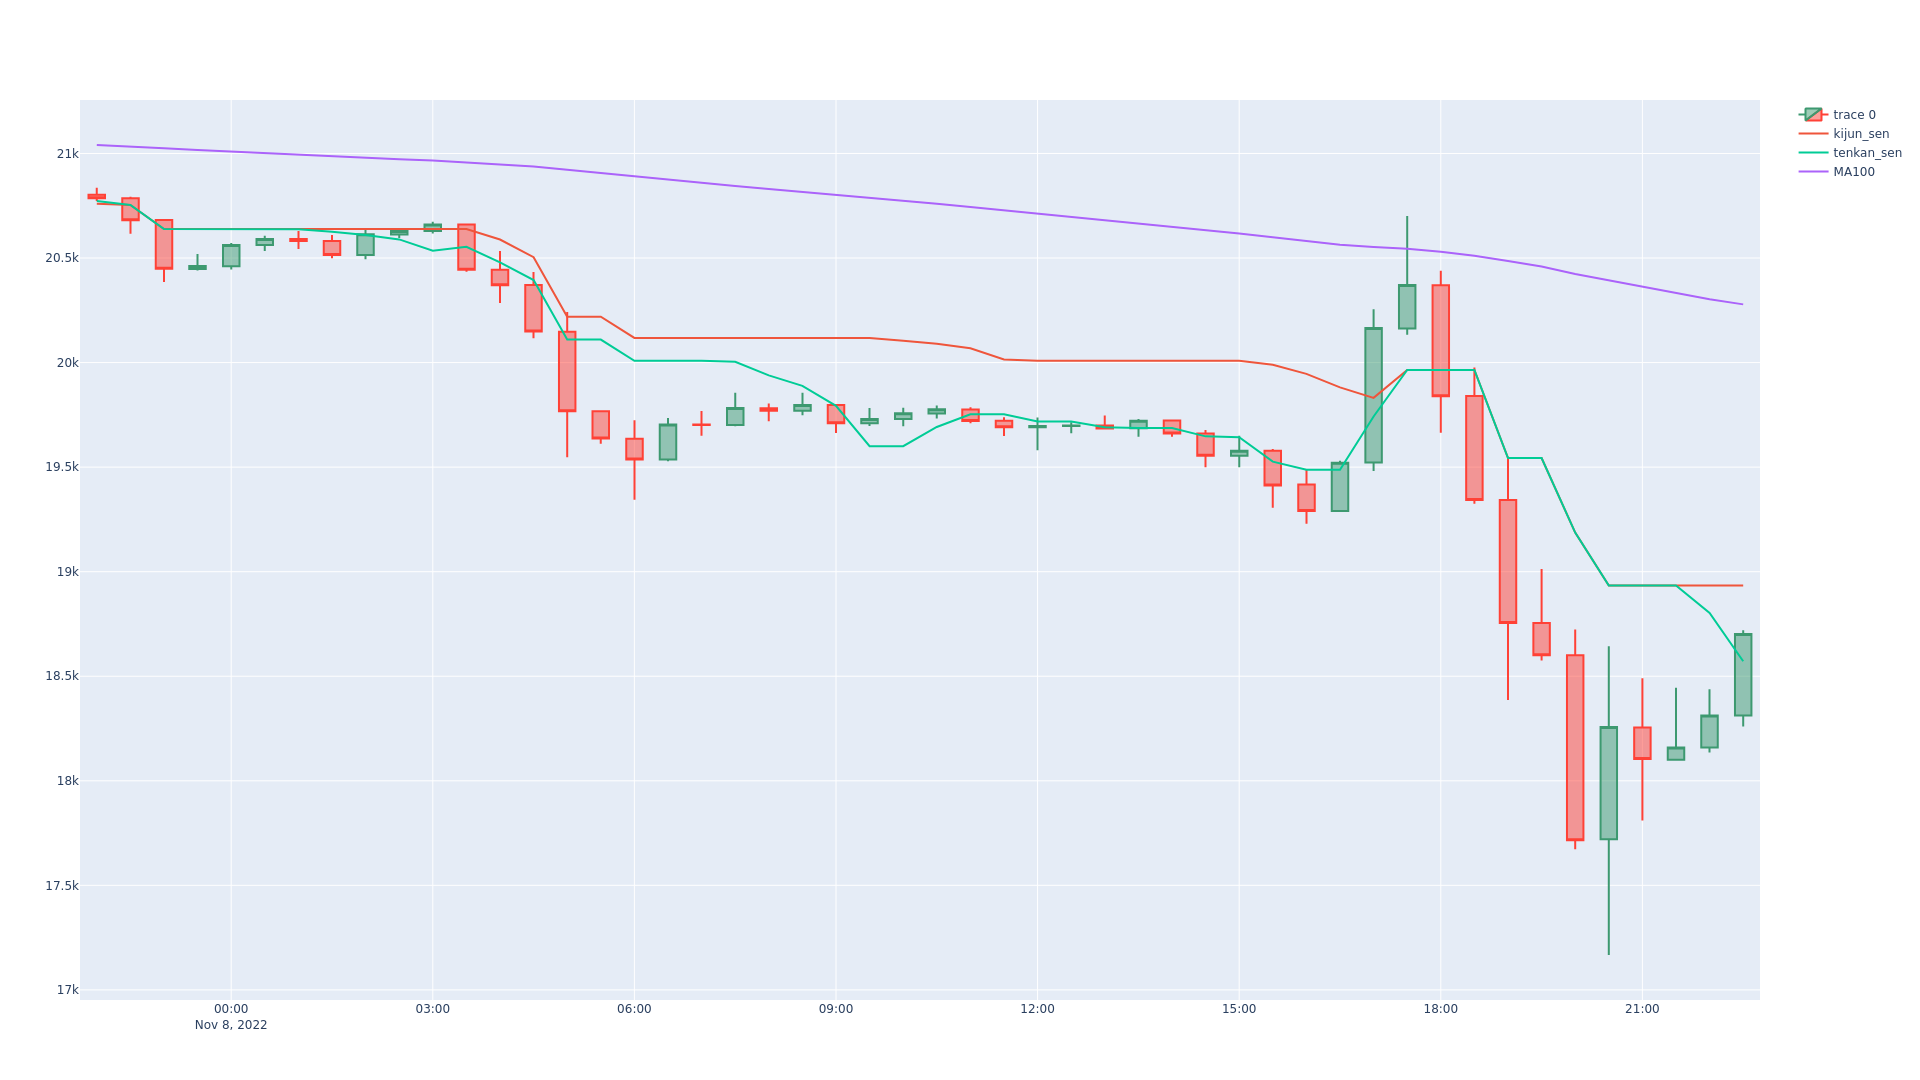 trace 0
kijun_sen
tenkan_sen
MA100
21k
20.5k
20k
19.5k
19k
18.5k
18k
17.5k
17k
00:00
03:00
06:00
09:00
12:00
15:00
18:00
21:00
Nov 8, 2022